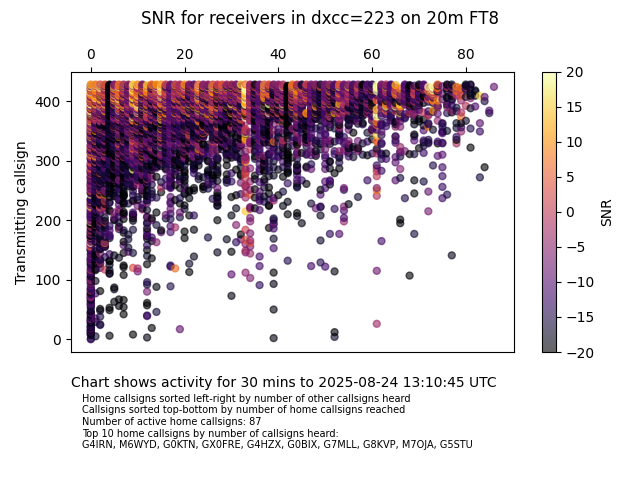 SNR for receivers in dxcc=223 on 20m FT8
0 20 40 60 80
400
300
200
100
0
Transmitting callsign
20
15
10
5
0
−5
−10
−15
−20
SNR
Chart shows activity for 30 mins to 2025-08-24 13:10:45 UTC
Home callsigns sorted left-right by number of other callsigns heard
Callsigns sorted top-bottom by number of home callsigns reached
Number of active home callsigns: 87
Top 10 home callsigns by number of callsigns heard:
G4IRN, M6WYD, G0KTN, GX0FRE, G4HZX, G0BIX, G7MLL, G8KVP, M7OJA, G5STU